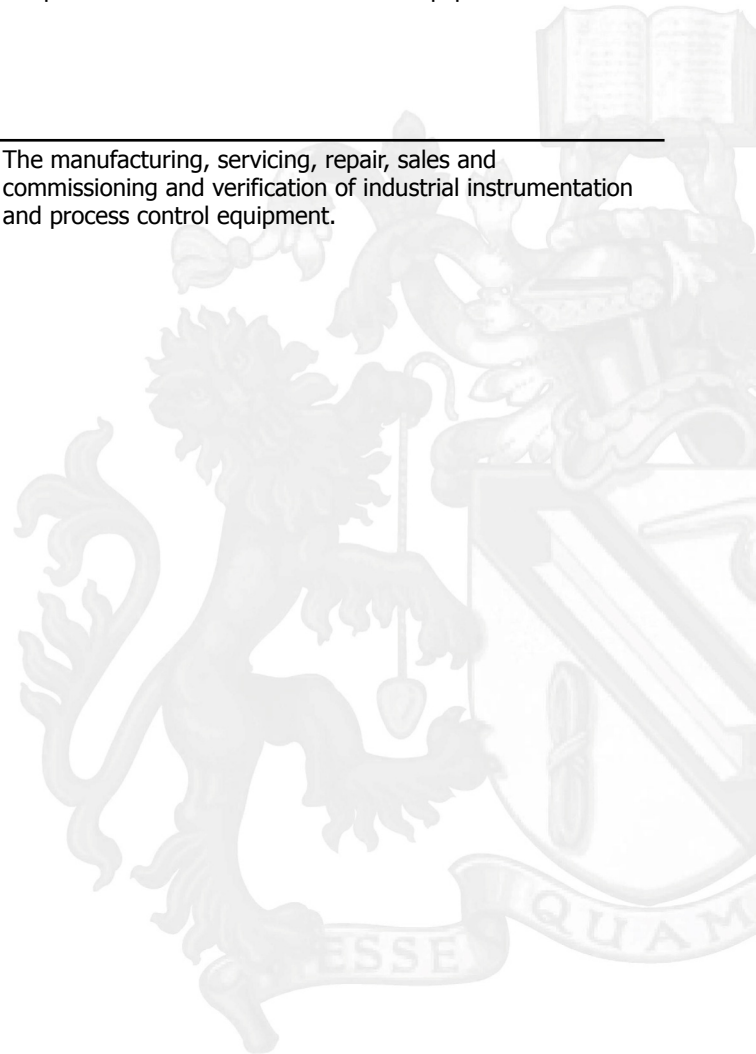 The manufacturing, servicing, repair, sales and
commissioning and verification of industrial instrumentation
and process control equipment.
ESSE QUAM